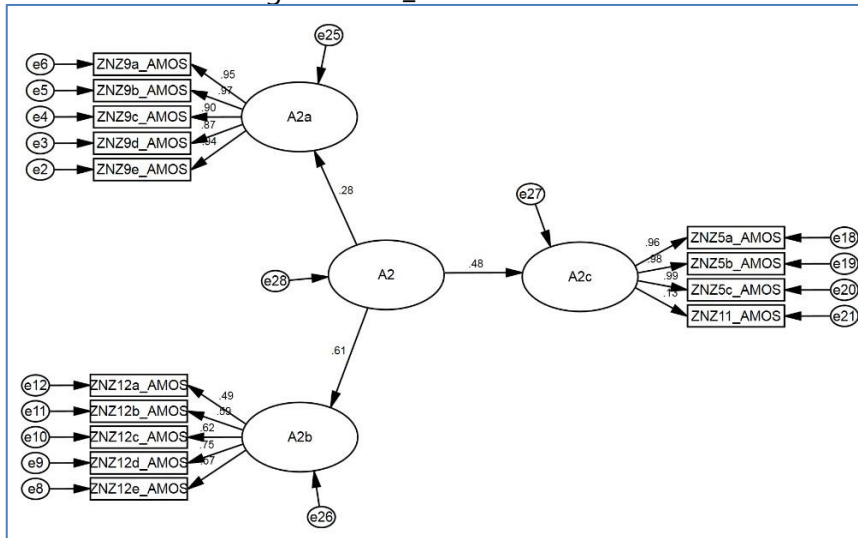 e25
e6
ZNZ9a_AMOS
.95
e5
ZNZ9b_AMOS
.97
e4
ZNZ9c_AMOS
.90
A2a
e3
ZNZ9d_AMOS
.87
e2
ZNZ9e_AMOS
.94
.28
e27
e18
ZNZ5a_AMOS
.96
e19
ZNZ5b_AMOS
.98
e28
A2
.48
A2c
e20
ZNZ5c_AMOS
.99
e21
ZNZ11_AMOS
.13
.61
e12
ZNZ12a_AMOS
.49
e11
ZNZ12b_AMOS
.59
e10
ZNZ12c_AMOS
.62
A2b
e9
ZNZ12d_AMOS
.75
e8
ZNZ12e_AMOS
e26